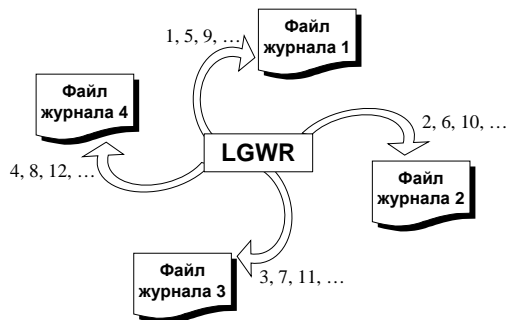 Файл
журнала 1
1, 5, 9, …
Файл
журнала 4
2, 6, 10, …
LGWR
4, 8, 12, …
Файл
журнала 2
Файл
журнала 3
3, 7, 11, …